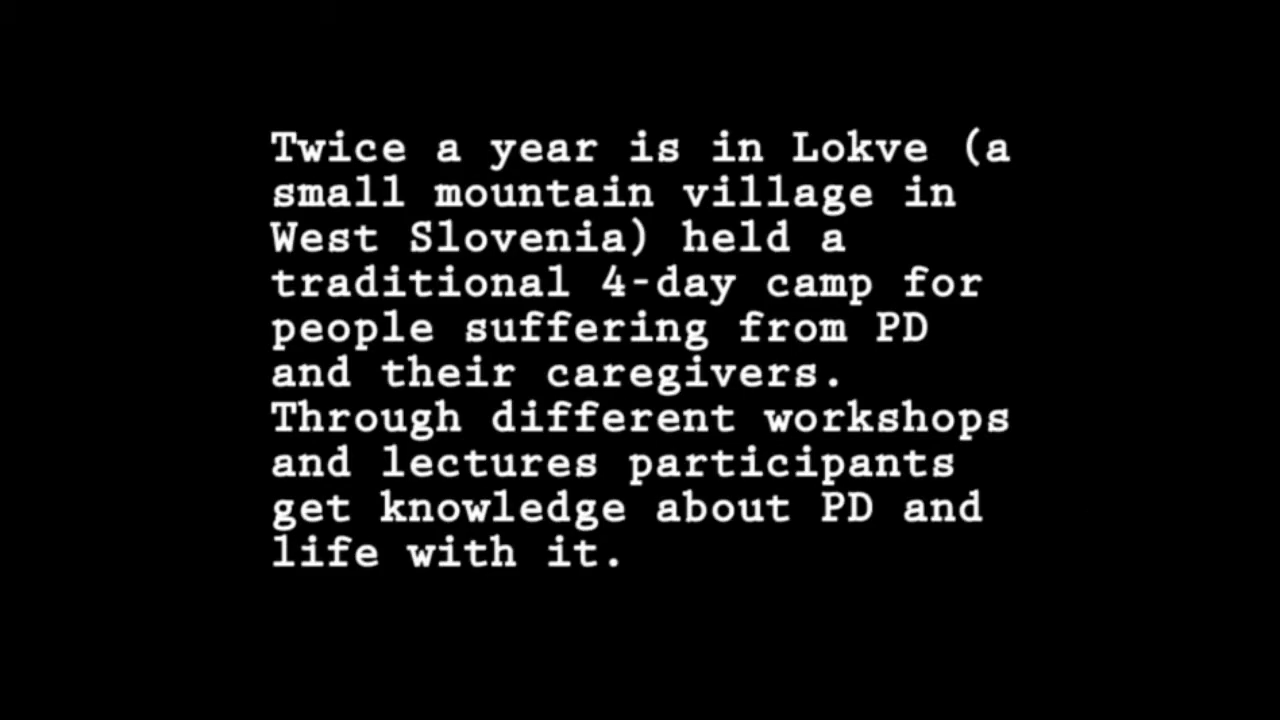 Twice a year is in Lokve (a
small mountain village in
West Slovenia) held a
traditional 4-day camp for
people suffering from PD
and their caregivers.
Through different workshops
and lectures participants
get knowledge about PD and
life with it.